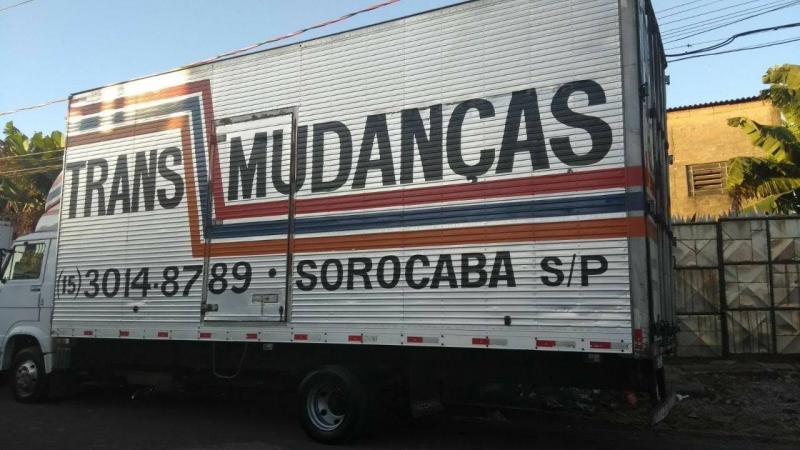 TRANS MUDANÇAS
(15) 3014-8789 • SOROCABA S/P